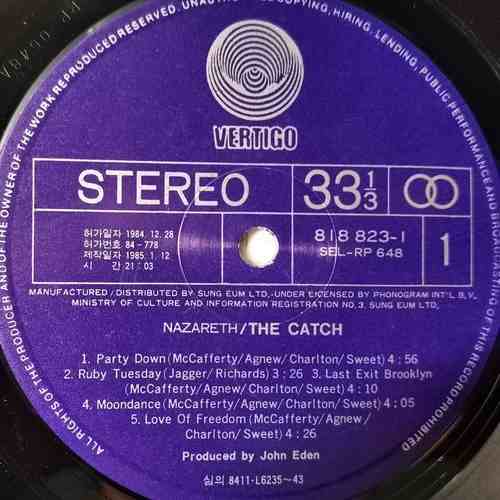 ALL RIGHTS OF THE PRODUCER AND OF THE OWNER OF THE WORK REPRODUCED RESERVED. UNAUTHORIZED COPYING, HIRING, LENDING, PUBLIC PERFORMANCE AND BROADCASTING OF THIS RECORD PROHIBITED
VERTIGO
STEREO 33 1/3
허가일자 1984. 12. 28
허가번호 84-778
제작일자 1985. 1. 12
시 간 21:03
818 823-1
SEL-RP 648
1
MANUFACTURED/DISTRIBUTED BY SUNG EUM LTD., UNDER LICENSED BY PHONOGRAM INT'L B.V.
MINISTRY OF CULTURE AND INFORMATION REGISTRATION NO. 3. SUNG EUM LTD.
NAZARETH/THE CATCH
1. Party Down (McCafferty/Agnew/Charlton/Sweet) 4:56
2. Ruby Tuesday (Jagger/Richards) 3:26 3. Last Exit Brooklyn
(McCafferty/Agnew/Charlton/Sweet) 4:10
4. Moondance (McCafferty/Agnew/Charlton/Sweet) 4:05
5. Love Of Freedom (McCafferty/Agnew/
Charlton/Sweet) 4:26
Produced by John Eden
심의 8411-L6235~43